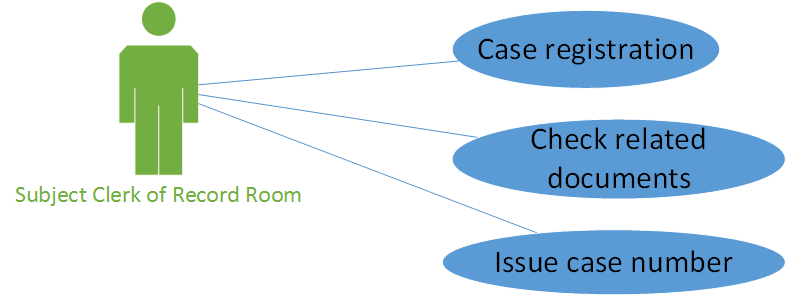 Case registration
Check related
documents
Subject Clerk of Record Room
Issue case number